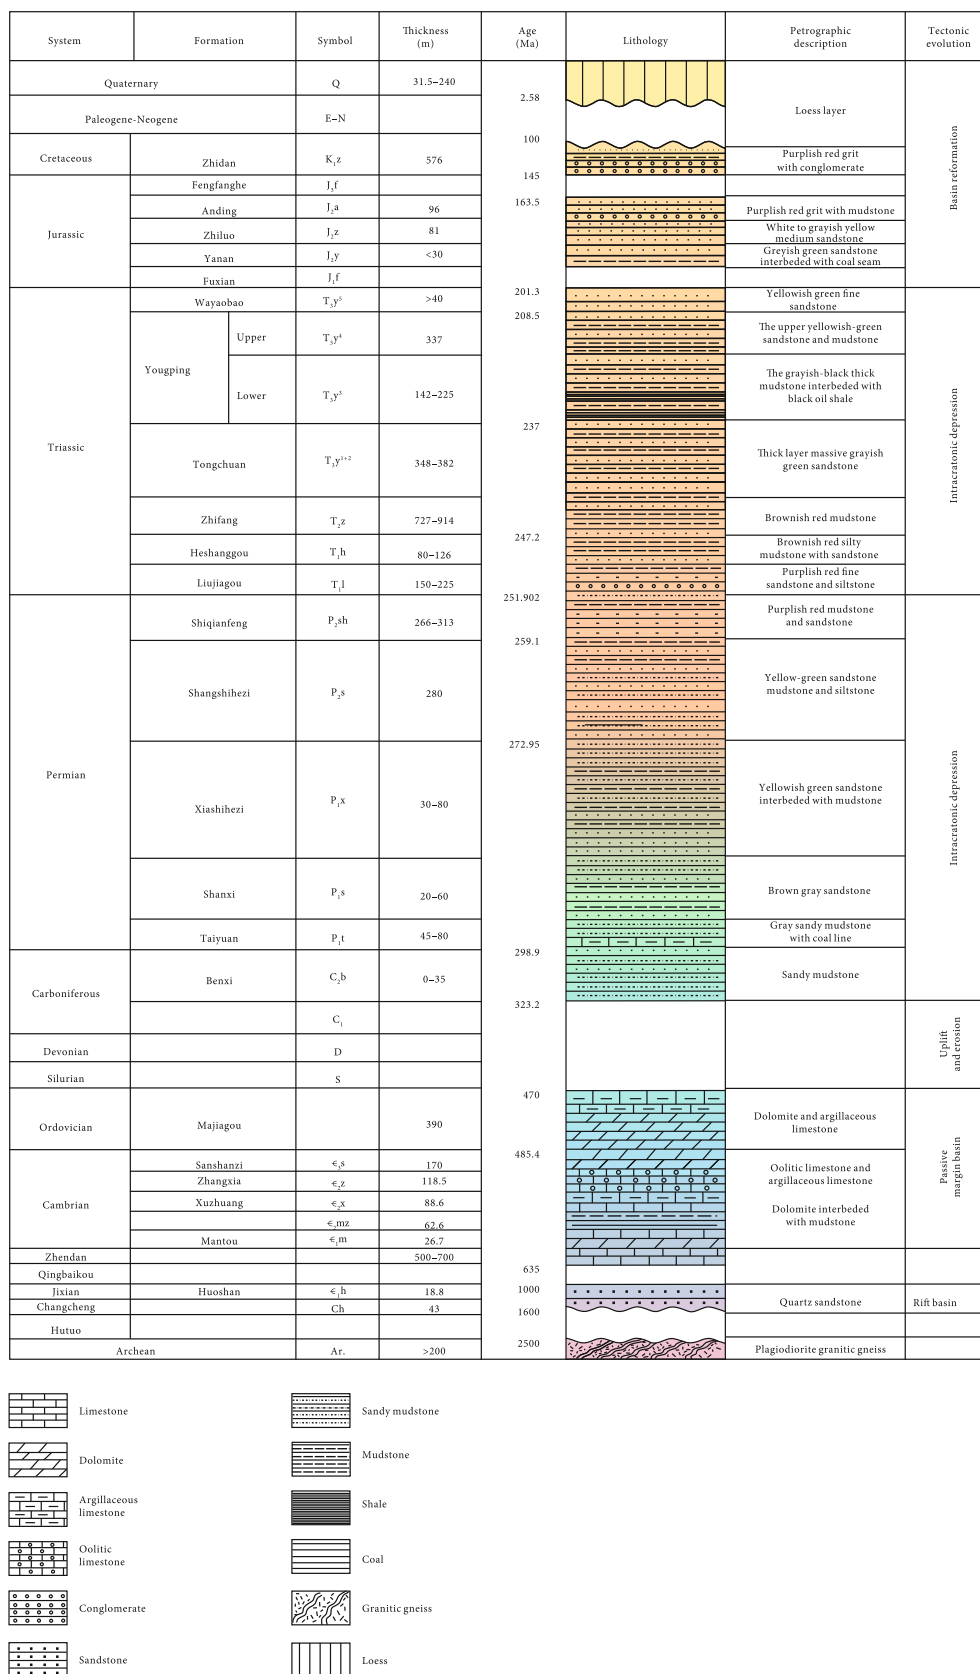 System Formation Symbol Thickness (m) Age (Ma) Lithology Petrographic description Tectonic evolution
Quaternary Q 31.5–240
2.58
Loess layer
Paleogene-Neogene E–N
100
Cretaceous Zhidan K₁z 576 Purplish red grit with conglomerate
145
Basin reformation
Jurassic
Fengfanghe J₃f
163.5
Anding J₂a 96 Purplish red grit with mudstone
Zhiluo J₂z 81 White to grayish yellow medium sandstone
Yanan J₂y <30 Greyish green sandstone interbeded with coal seam
Fuxian J₁f
201.3
Triassic
Wayaobao T₃y⁵ >40 Yellowish green fine sandstone
208.5
Yougping
Upper T₃y⁴ 337 The upper yellowish-green sandstone and mudstone
Lower T₃y³ 142–225 The grayish-black thick mudstone interbeded with black oil shale
237
Intracratonic depression
Tongchuan T₃y¹⁺² 348–382 Thick layer massive grayish green sandstone
Zhifang T₂z 727–914 Brownish red mudstone
247.2
Heshanggou T₁h 80–126 Brownish red silty mudstone with sandstone
Liujiagou T₁l 150–225 Purplish red fine sandstone and siltstone
251.902
Permian
Shiqianfeng P₂sh 266–313 Purplish red mudstone and sandstone
259.1
Shangshihezi P₂s 280 Yellow-green sandstone mudstone and siltstone
272.95
Xiashihezi P₁x 30–80 Yellowish green sandstone interbeded with mudstone
Intracratonic depression
Shanxi P₁s 20–60 Brown gray sandstone
Taiyuan P₁t 45–80 Gray sandy mudstone with coal line
298.9
Carboniferous
Benxi C₂b 0–35 Sandy mudstone
323.2
C₁
Devonian D
Silurian S
Uplift and erosion
470
Ordovician Majiagou 390 Dolomite and argillaceous limestone
485.4
Passive margin basin
Cambrian
Sanshanzi ϵ₃s 170
Zhangxia ϵ₂z 118.5
Oolitic limestone and argillaceous limestone
Xuzhuang ϵ₂x 88.6
ϵ₂mz 62.6
Dolomite interbeded with mudstone
Mantou ϵ₁m 26.7
Zhendan 500–700
Qingbaikou
635
Jixian Huoshan ϵ₁h 18.8
1000
Changcheng Ch 43
Quartz sandstone Rift basin
1600
Hutuo
2500
Archean Ar. >200 Plagiodiorite granitic gneiss
Limestone
Dolomite
Argillaceous
limestone
Oolitic
limestone
Conglomerate
Sandstone
Sandy mudstone
Mudstone
Shale
Coal
Granitic gneiss
Loess